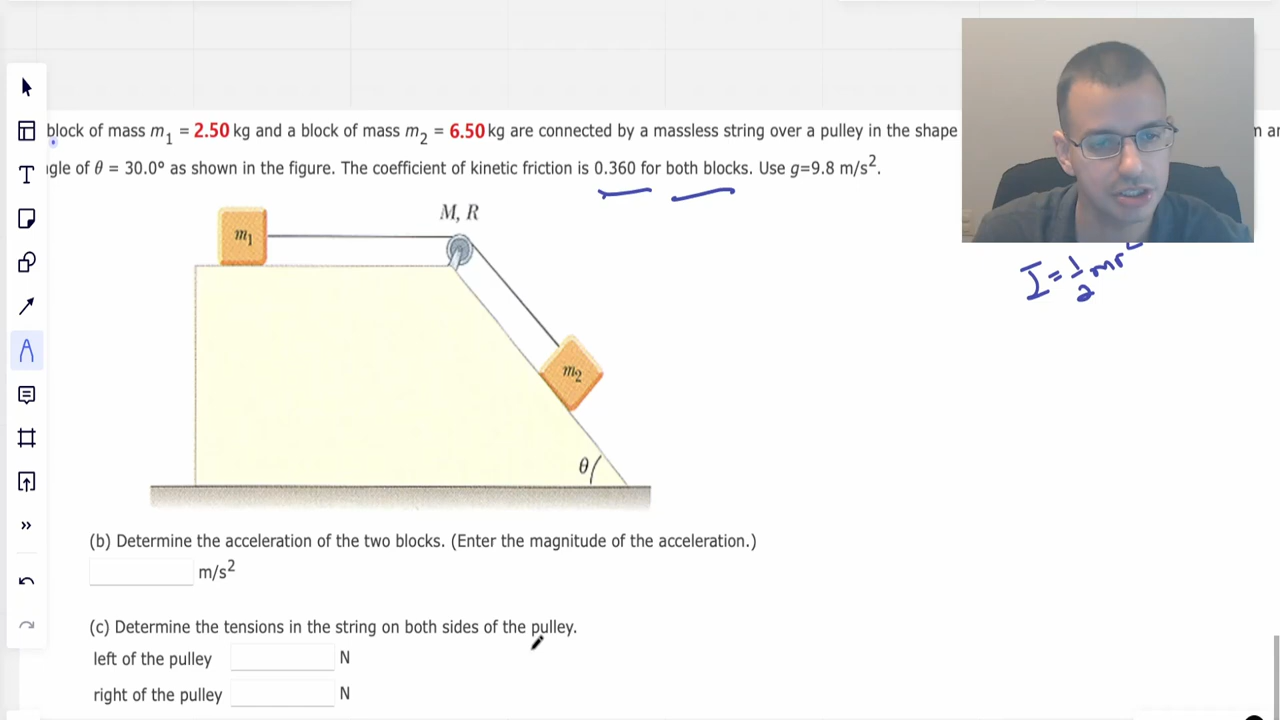 block of mass m1 = 2.50 kg and a block of mass m2 = 6.50 kg are connected by a massless string over a pulley in the shape
gle of θ = 30.0° as shown in the figure. The coefficient of kinetic friction is 0.360 for both blocks. Use g=9.8 m/s².
M, R
m1
I = 1/2 mr²
m2
θ
(b) Determine the acceleration of the two blocks. (Enter the magnitude of the acceleration.)
m/s²
(c) Determine the tensions in the string on both sides of the pulley.
left of the pulley N
right of the pulley N